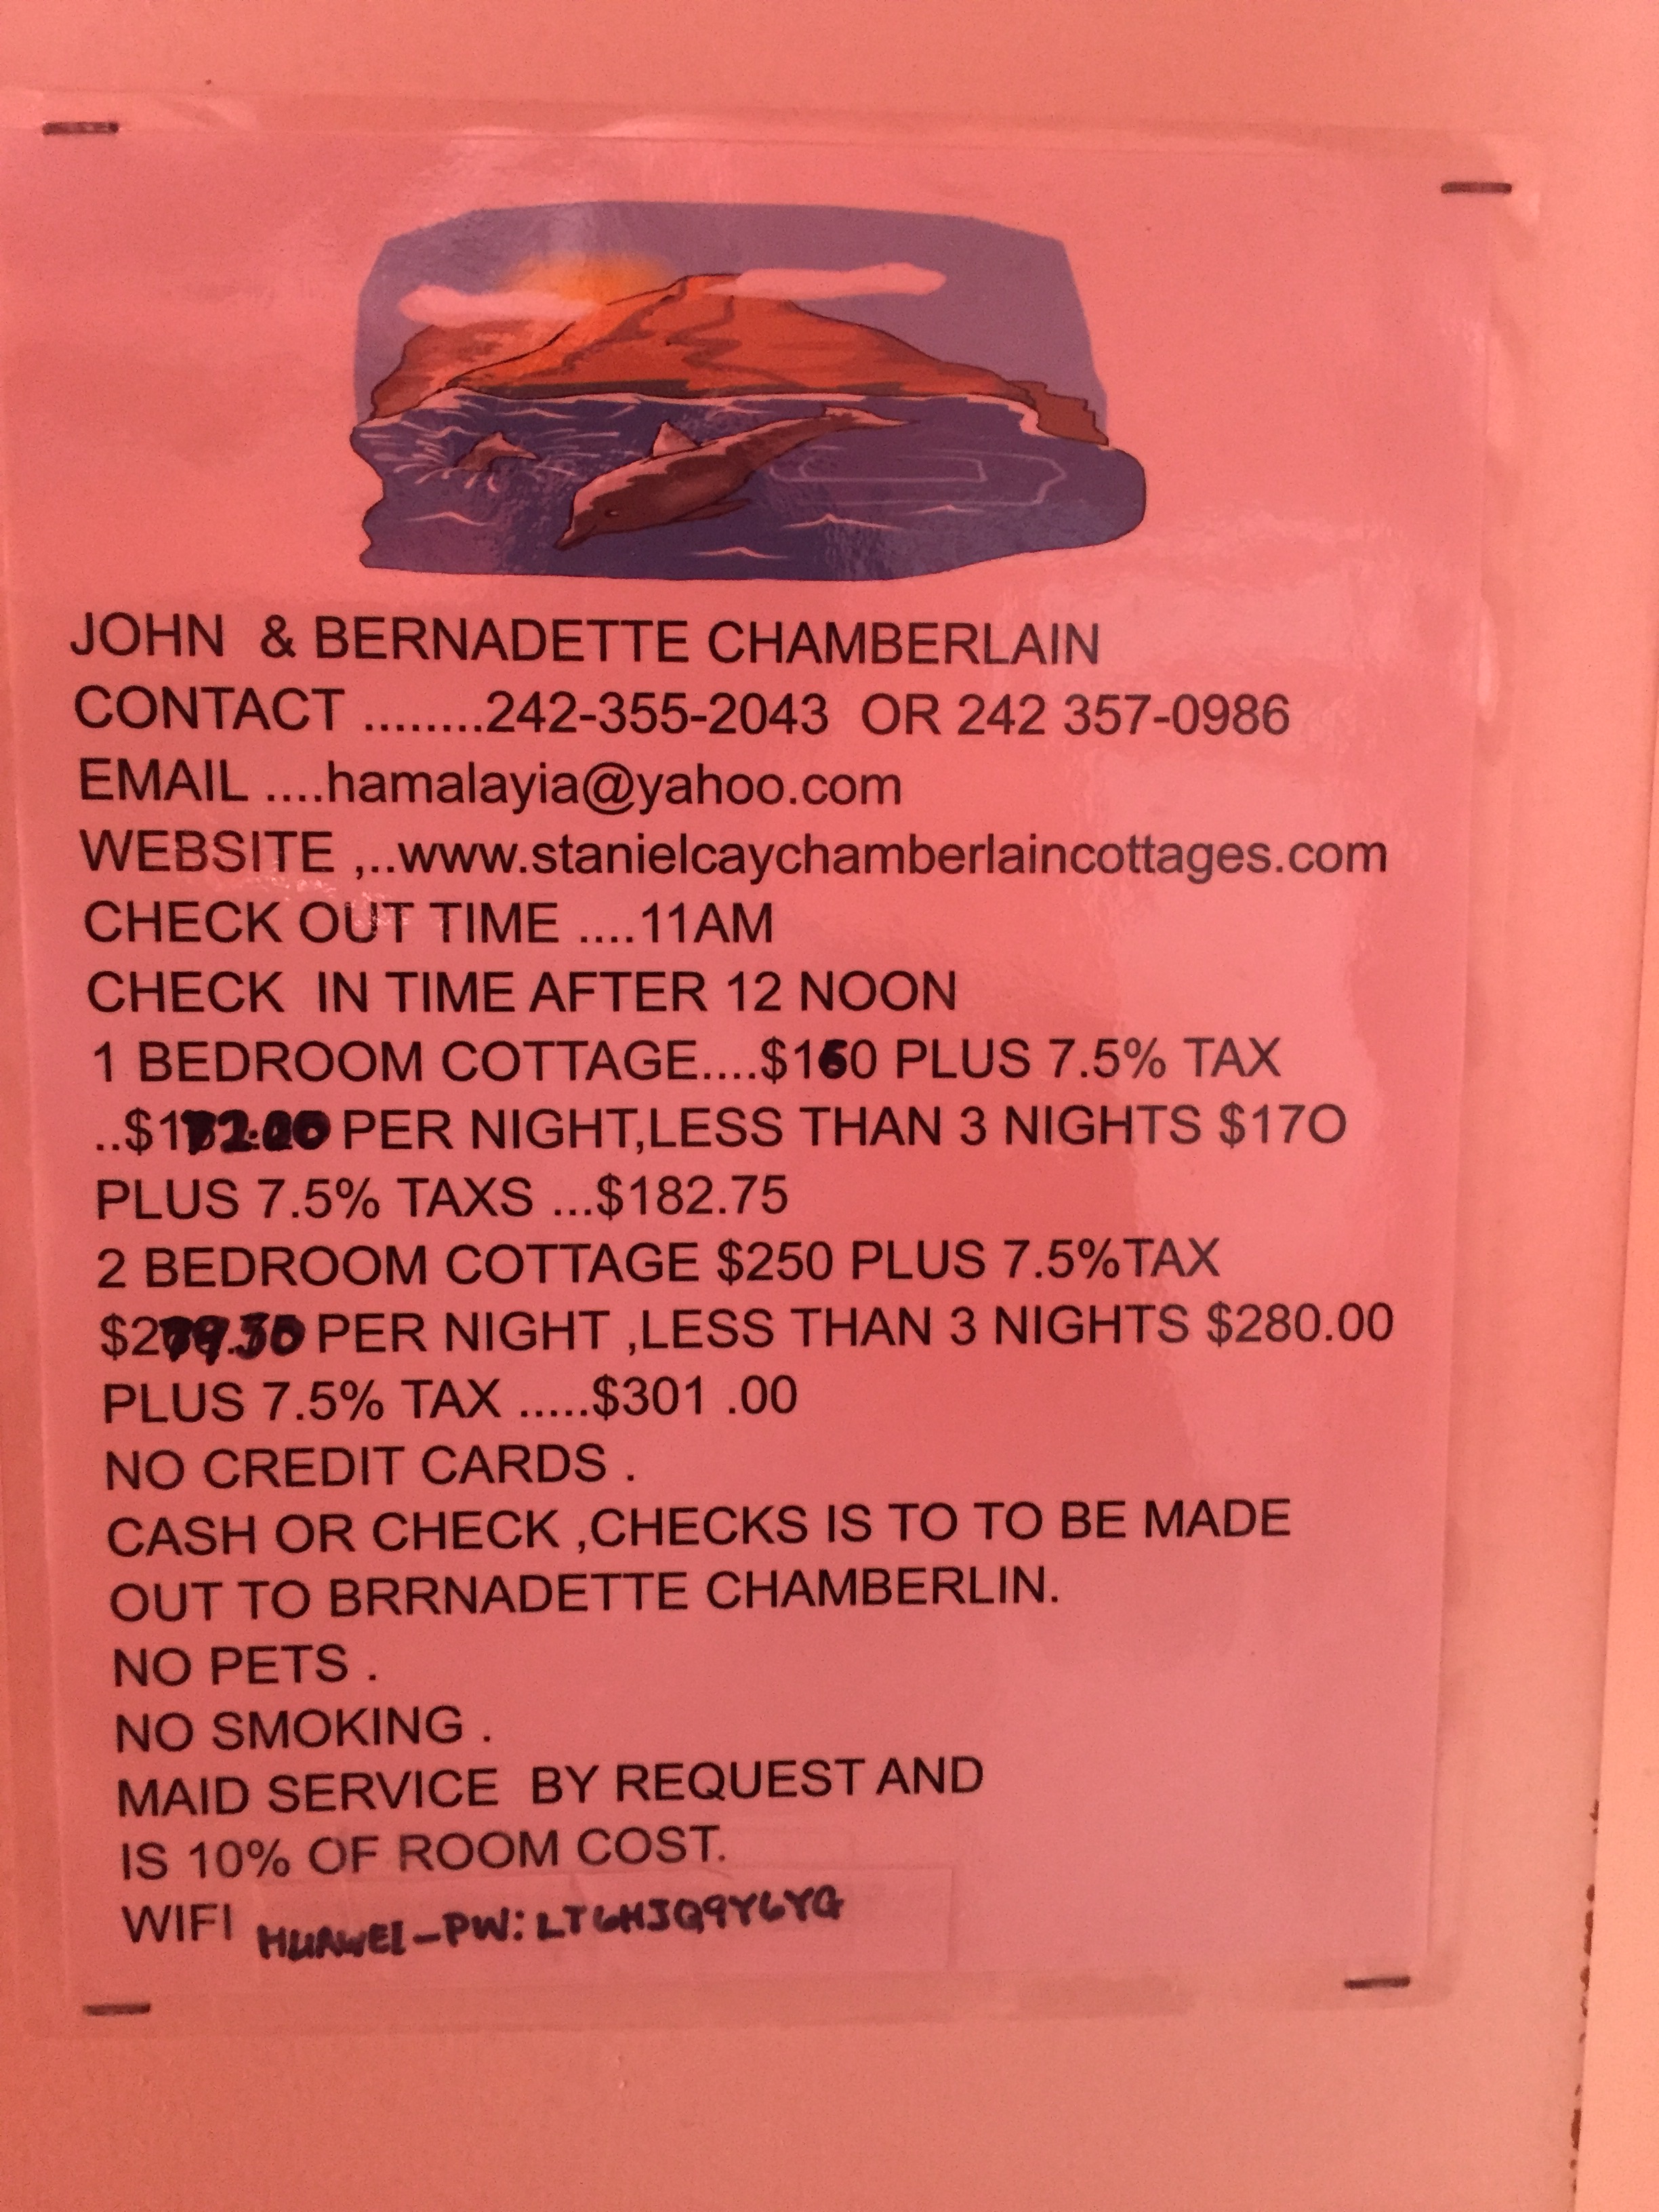 JOHN & BERNADETTE CHAMBERLAIN
CONTACT ........242-355-2043 OR 242 357-0986
EMAIL ....hamalayia@yahoo.com
WEBSITE ,..www.stanielcaychamberlaincottages.com
CHECK OUT TIME ....11AM
CHECK IN TIME AFTER 12 NOON
1 BEDROOM COTTAGE....$160 PLUS 7.5% TAX
..$172.00 PER NIGHT,LESS THAN 3 NIGHTS $17O
PLUS 7.5% TAXS ...$182.75
2 BEDROOM COTTAGE $250 PLUS 7.5%TAX
PER NIGHT ,LESS THAN 3 NIGHTS $280.00
PLUS 7.5% TAX .....$301 .00
NO CREDIT CARDS .
CASH OR CHECK ,CHECKS IS TO TO BE MADE
OUT TO BRRNADETTE CHAMBERLIN.
NO PETS .
NO SMOKING .
MAID SERVICE BY REQUEST AND
IS 10% OF ROOM COST.
WIFI HUAWEI-PW: LT6HJQ9Y6YG